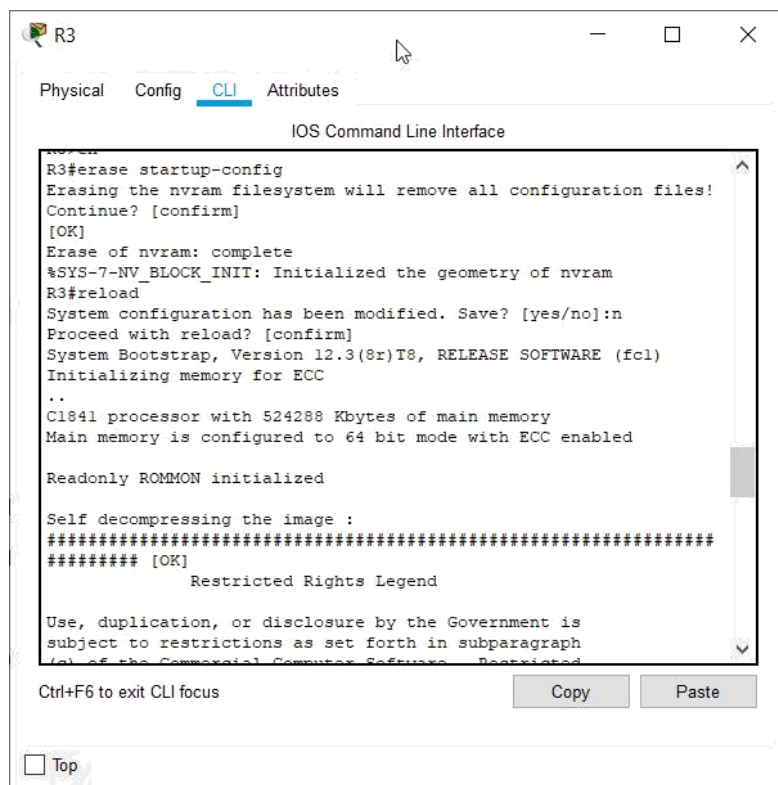 R3
Physical Config CLI Attributes
IOS Command Line Interface
R3#erase startup-config
Erasing the nvram filesystem will remove all configuration files!
Continue? [confirm]
[OK]
Erase of nvram: complete
%SYS-7-NV_BLOCK_INIT: Initialized the geometry of nvram
R3#reload
System configuration has been modified. Save? [yes/no]:n
Proceed with reload? [confirm]
System Bootstrap, Version 12.3(8r)T8, RELEASE SOFTWARE (fc1)
Initializing memory for ECC
..
C1841 processor with 524288 Kbytes of main memory
Main memory is configured to 64 bit mode with ECC enabled
Readonly ROMMON initialized
Self decompressing the image :
#################################################################
######### [OK]
Restricted Rights Legend
Use, duplication, or disclosure by the Government is
subject to restrictions as set forth in subparagraph
of the Commercial Computer Software - Restricted
Ctrl+F6 to exit CLI focus
Copy Paste
Top